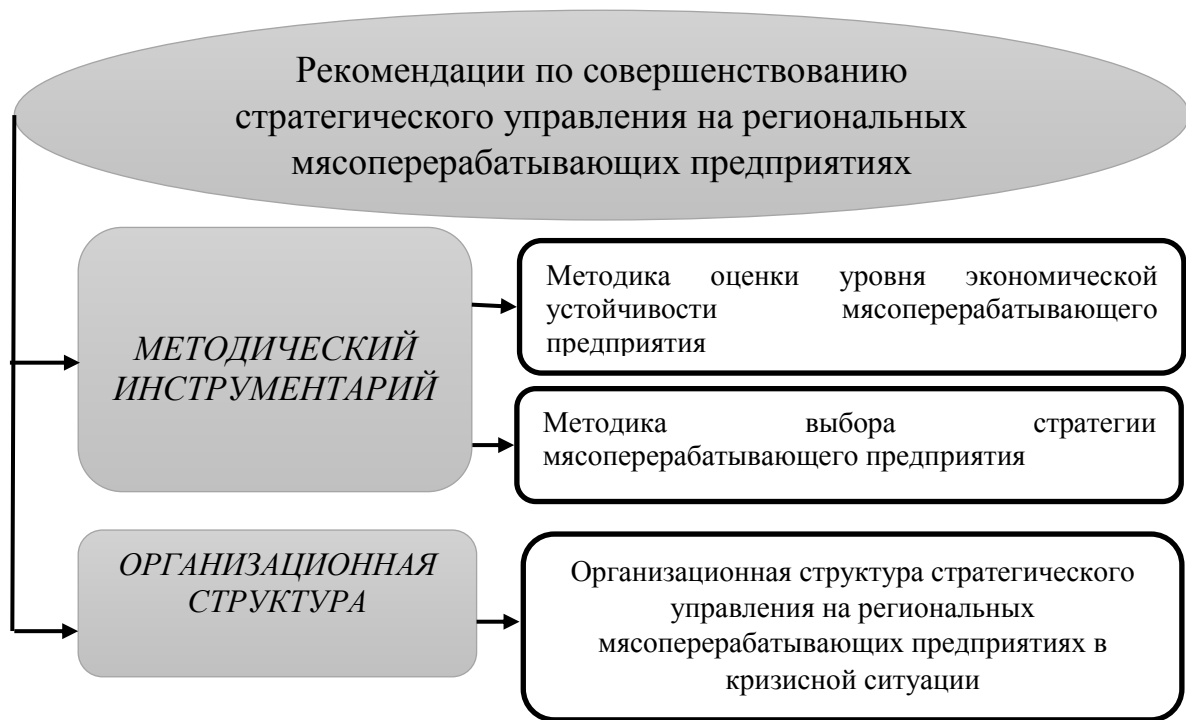 Рекомендации по совершенствованию
стратегического управления на региональных
мясоперерабатывающих предприятиях
МЕТОДИЧЕСКИЙ
ИНСТРУМЕНТАРИЙ
Методика оценки уровня экономической
устойчивости мясоперерабатывающего
предприятия
Методика выбора стратегии
мясоперерабатывающего предприятия
ОРГАНИЗАЦИОННАЯ
СТРУКТУРА
Организационная структура стратегического
управления на региональных
мясоперерабатывающих предприятиях в
кризисной ситуации